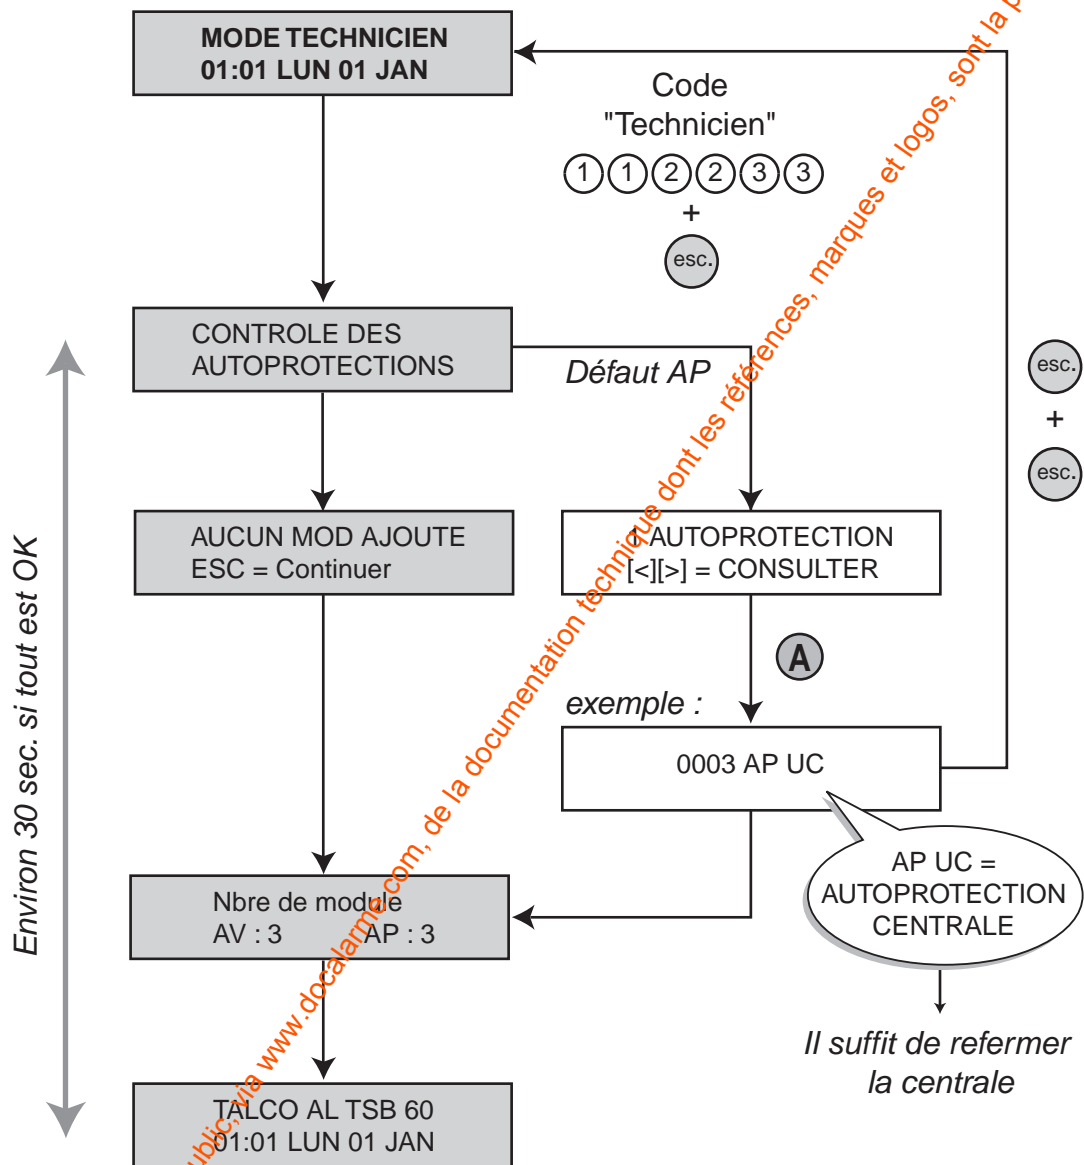 MODE TECHNICIEN
01:01 LUN 01 JAN
Code
"Technicien"
1 1 2 2 3 3
+
esc.
CONTROLE DES
AUTOPROTECTIONS
Défaut AP
esc.
+
esc.
AUCUN MOD AJOUTE
ESC = Continuer
1 AUTOPROTECTION
[<][>] = CONSULTER
A
exemple :
0003 AP UC
AP UC =
AUTOPROTECTION
CENTRALE
Il suffit de refermer
la centrale
Nbre de module
AV : 3 AP : 3
TALCO AL TSB 60
01:01 LUN 01 JAN
Environ 30 sec. si tout est OK
public, via www.docalarme.com, de la documentation technique dont les références, marques et logos, sont la p